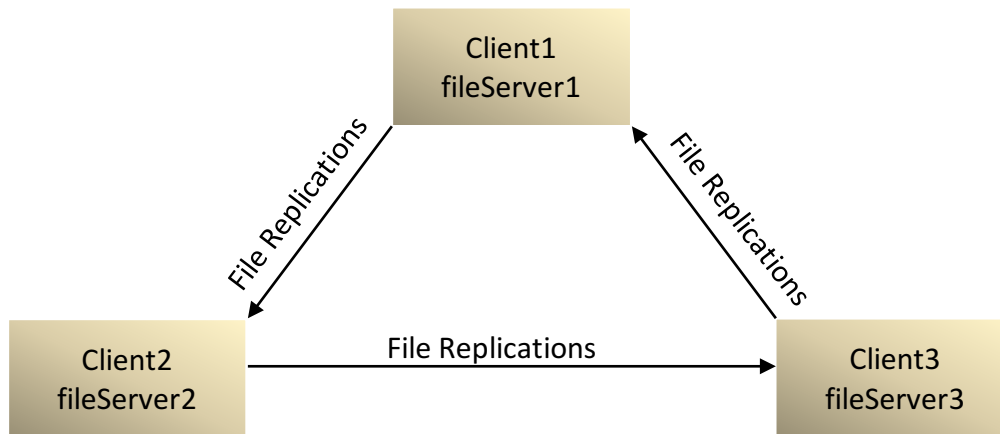 Client1
fileServer1
File Replications
File Replications
File Replications
Client2
fileServer2
Client3
fileServer3